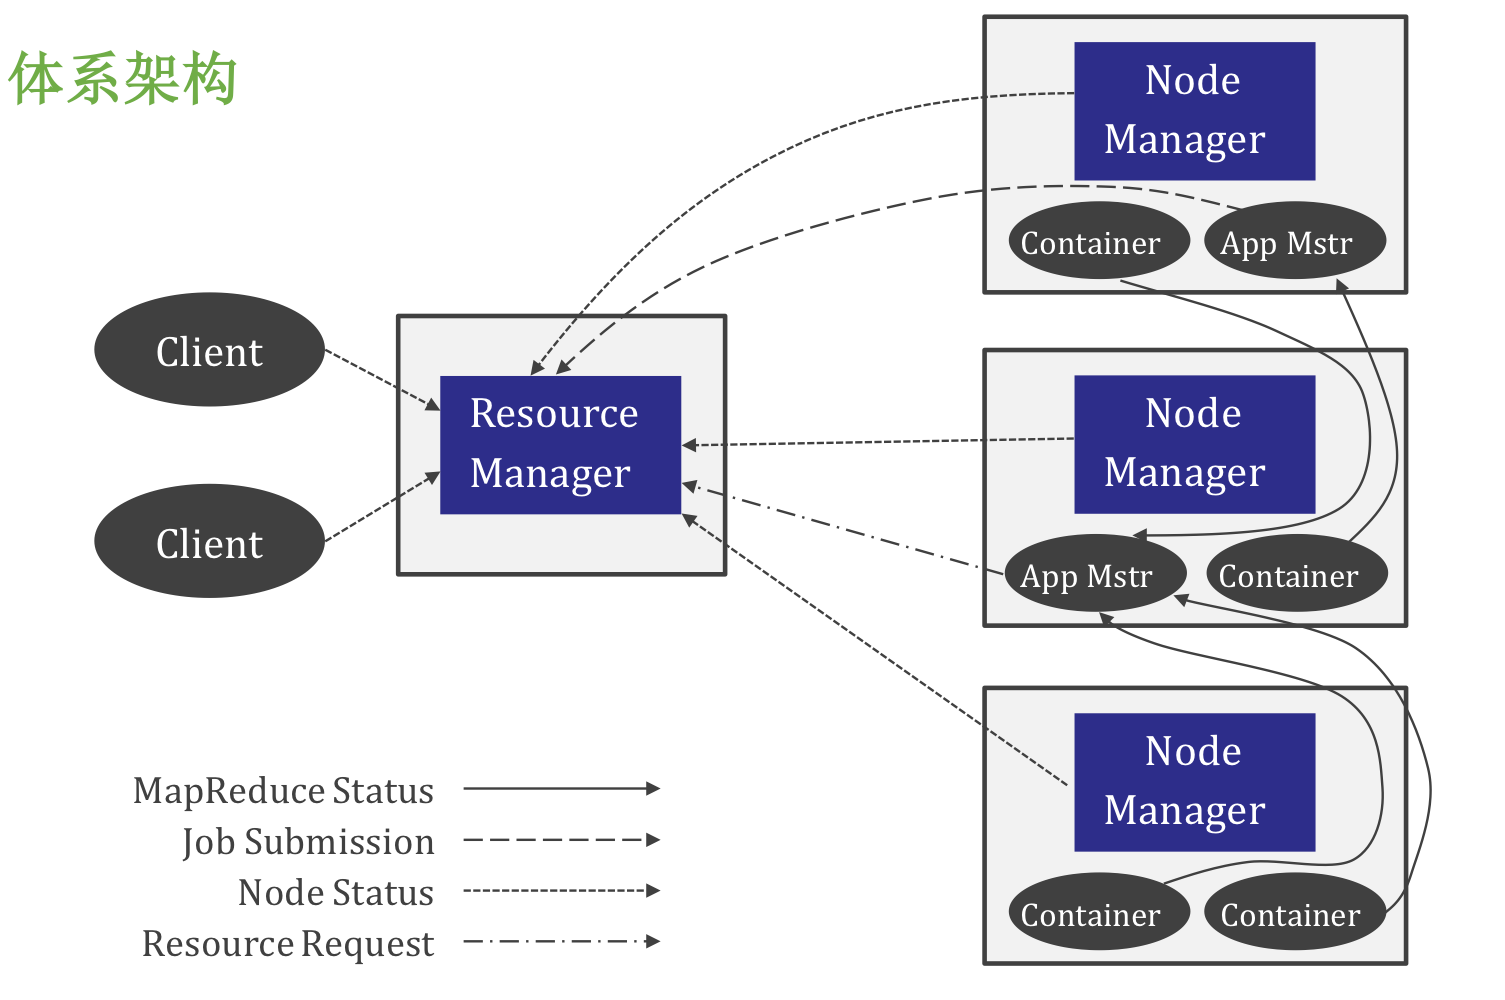 体系架构
Node
Manager
Container
App Mstr
Client
Client
Resource
Manager
Node
Manager
App Mstr
Container
Node
Manager
Container
Container
MapReduce Status
Job Submission
Node Status
Resource Request